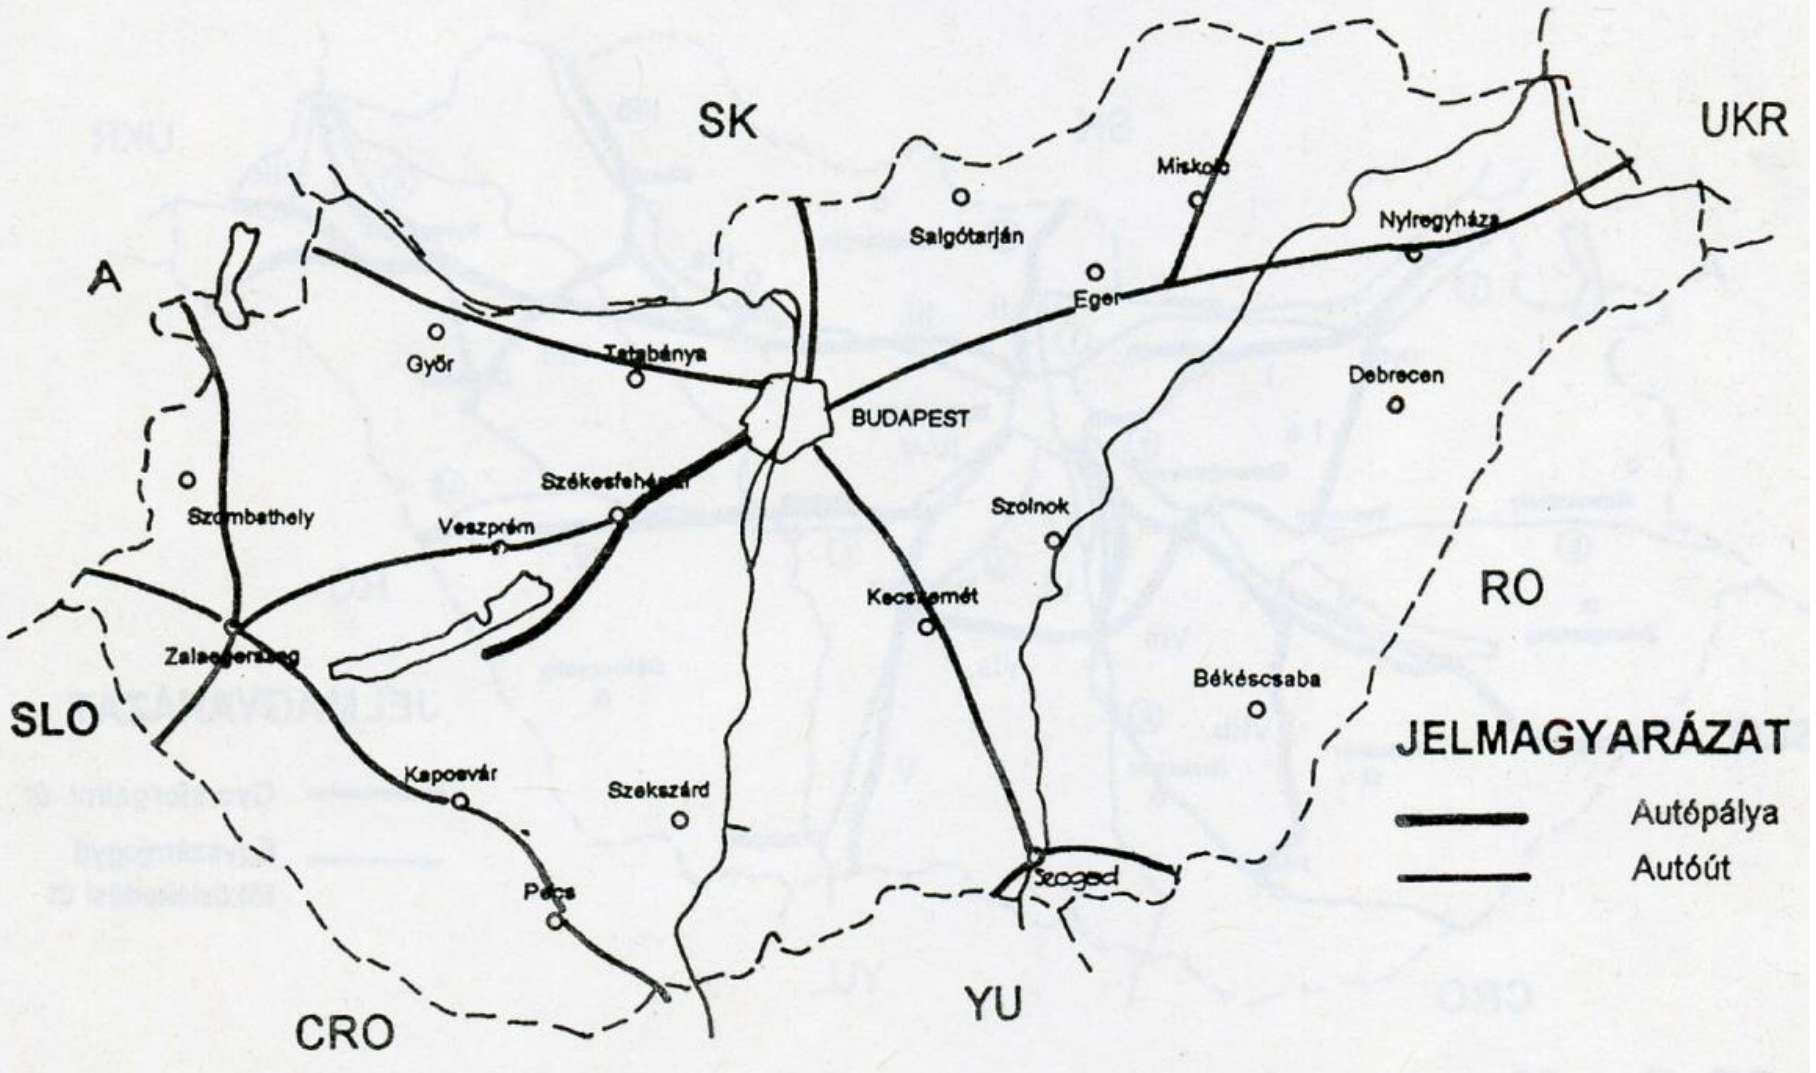 SK
UKR
Miskolc
Salgótarján
Nyíregyháza
A
Eger
Győr
Tatabánya
Debrecen
BUDAPEST
Székesfehérvár
Szombathely
Veszprém
Szolnok
RO
Kecskemét
Zalaegerszeg
Békéscsaba
SLO
JELMAGYARÁZAT
Kaposvár
Szekszárd
Autópálya
Autóút
Szeged
Pécs
YU
CRO